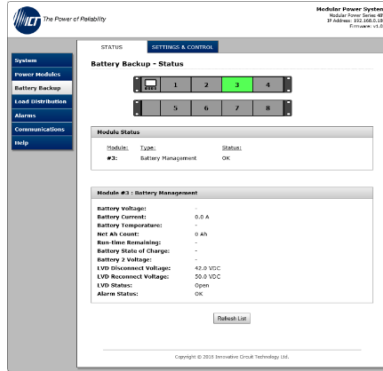 ICT The Power of Reliability
Modular Power System
Modular Power Series 48V
IP Address: 192.168.0.18
Firmware: v1.0
STATUS
SETTINGS & CONTROL
System
Power Modules
Battery Backup
Load Distribution
Alarms
Communications
Help
Battery Backup - Status
1 2 3 4
5 6 7 8
Module Status
Module: Type: Status:
#3: Battery Management OK
Module #3 : Battery Management
Battery Voltage: -
Battery Current: 0.0 A
Battery Temperature: -
Net Ah Count: 0 Ah
Run-time Remaining: -
Battery State of Charge: -
Battery 2 Voltage: -
LVD Disconnect Voltage: 42.0 VDC
LVD Reconnect Voltage: 50.0 VDC
LVD Status: Open
Alarm Status: OK
Refresh List
Copyright © 2016 Innovative Circuit Technology Ltd.